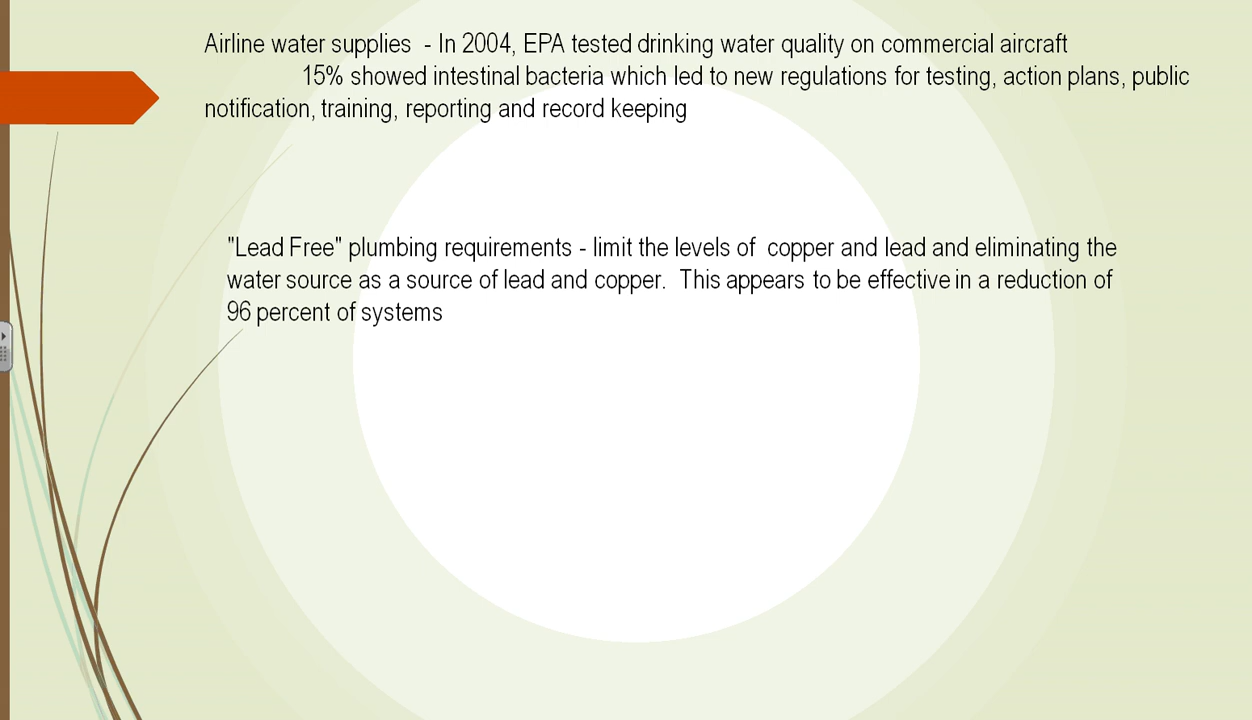 Airline water supplies - In 2004, EPA tested drinking water quality on commercial aircraft
15% showed intestinal bacteria which led to new regulations for testing, action plans, public
notification, training, reporting and record keeping
"Lead Free" plumbing requirements - limit the levels of copper and lead and eliminating the
water source as a source of lead and copper. This appears to be effective in a reduction of
96 percent of systems